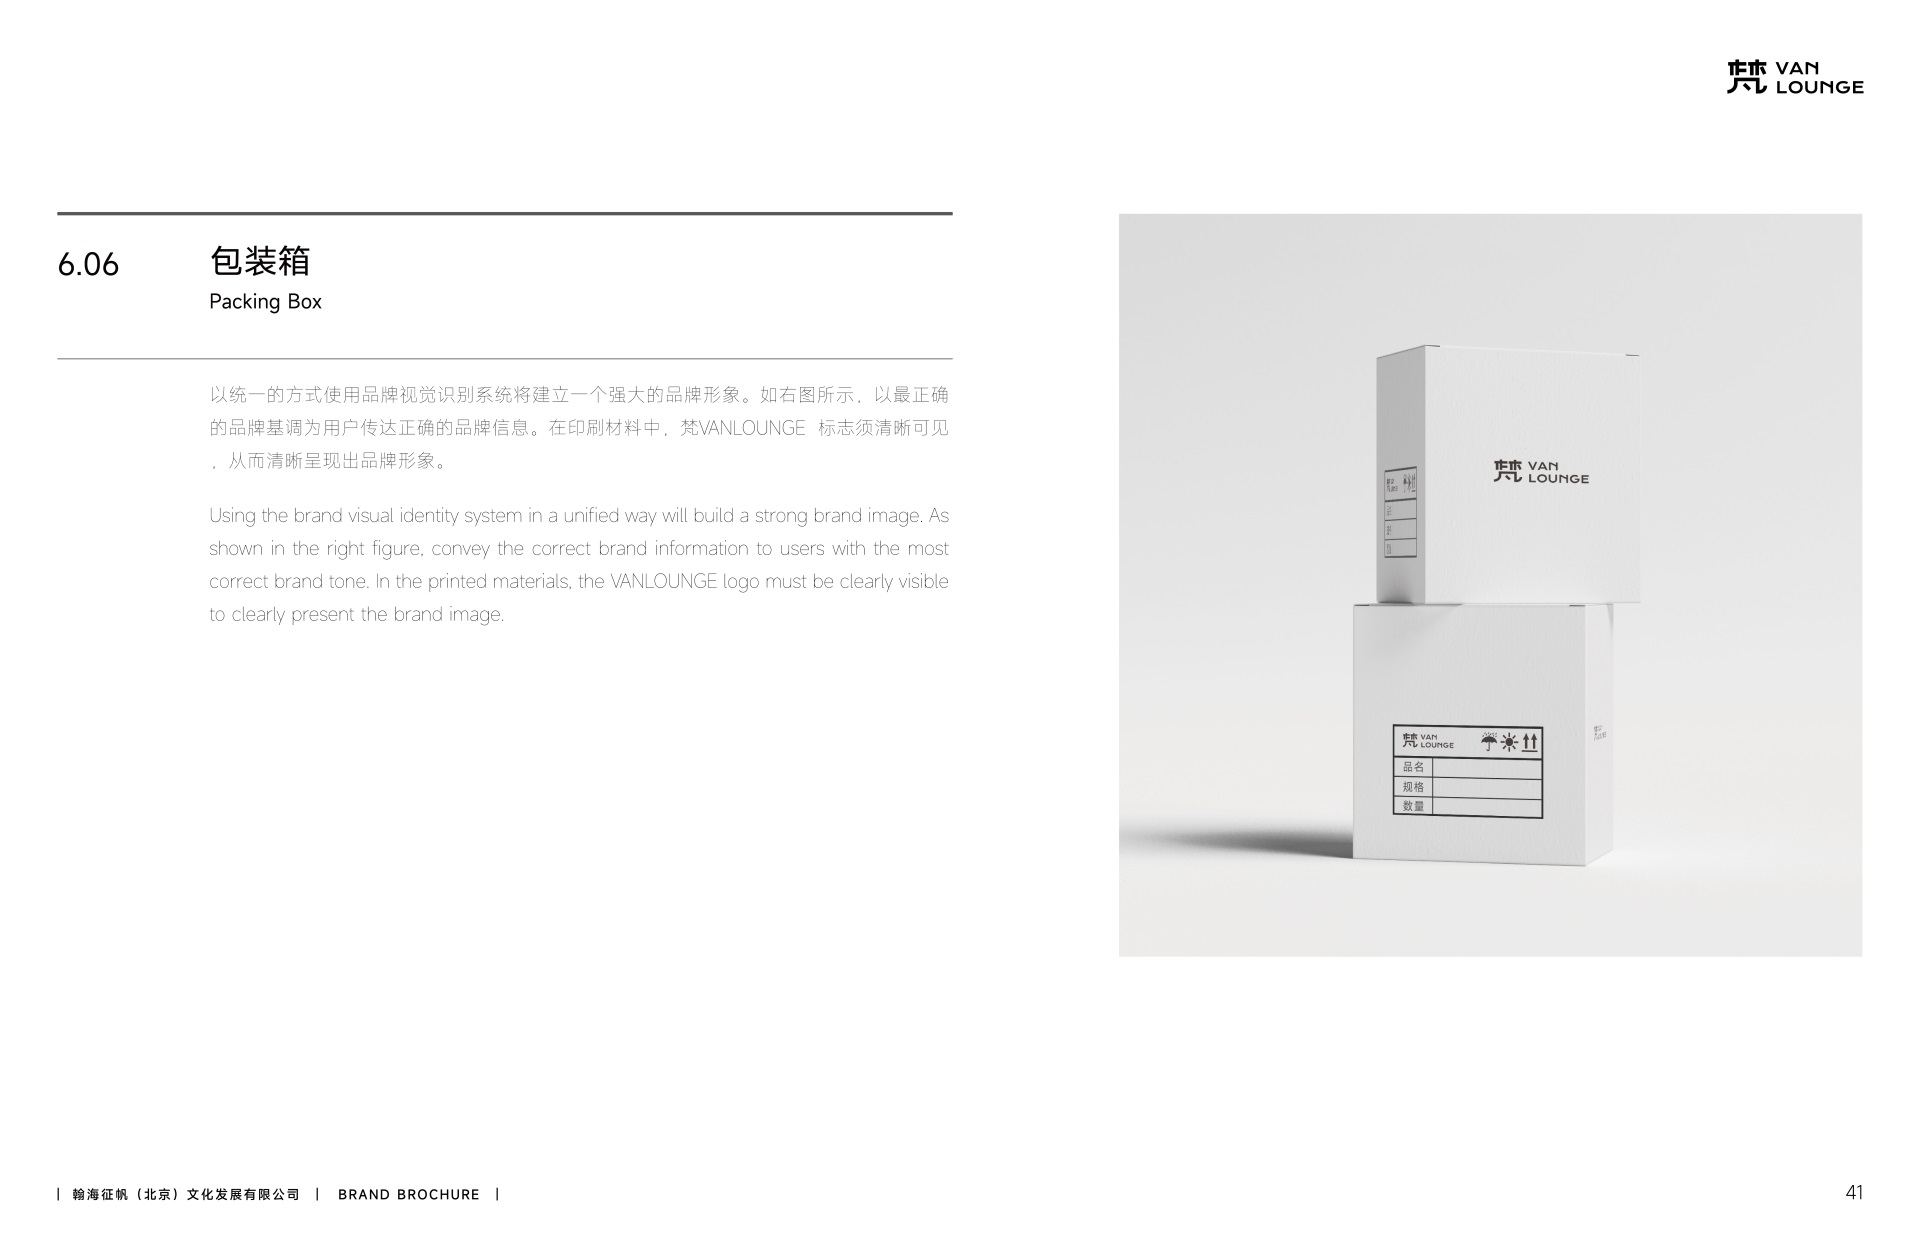 梵 VAN
LOUNGE
6.06
包装箱
Packing Box
以统一的方式使用品牌视觉识别系统将建立一个强大的品牌形象。如右图所示，以最正确
的品牌基调为用户传达正确的品牌信息。在印刷材料中，梵VANLOUNGE 标志须清晰可见
，从而清晰呈现出品牌形象。
Using the brand visual identity system in a unified way will build a strong brand image. As
shown in the right figure, convey the correct brand information to users with the most
correct brand tone. In the printed materials, the VANLOUNGE logo must be clearly visible
to clearly present the brand image.
梵 VAN
LOUNGE
梵 VAN
LOUNGE
品名
规格
数量
| 翰海征帆（北京）文化发展有限公司 | BRAND BROCHURE |
41